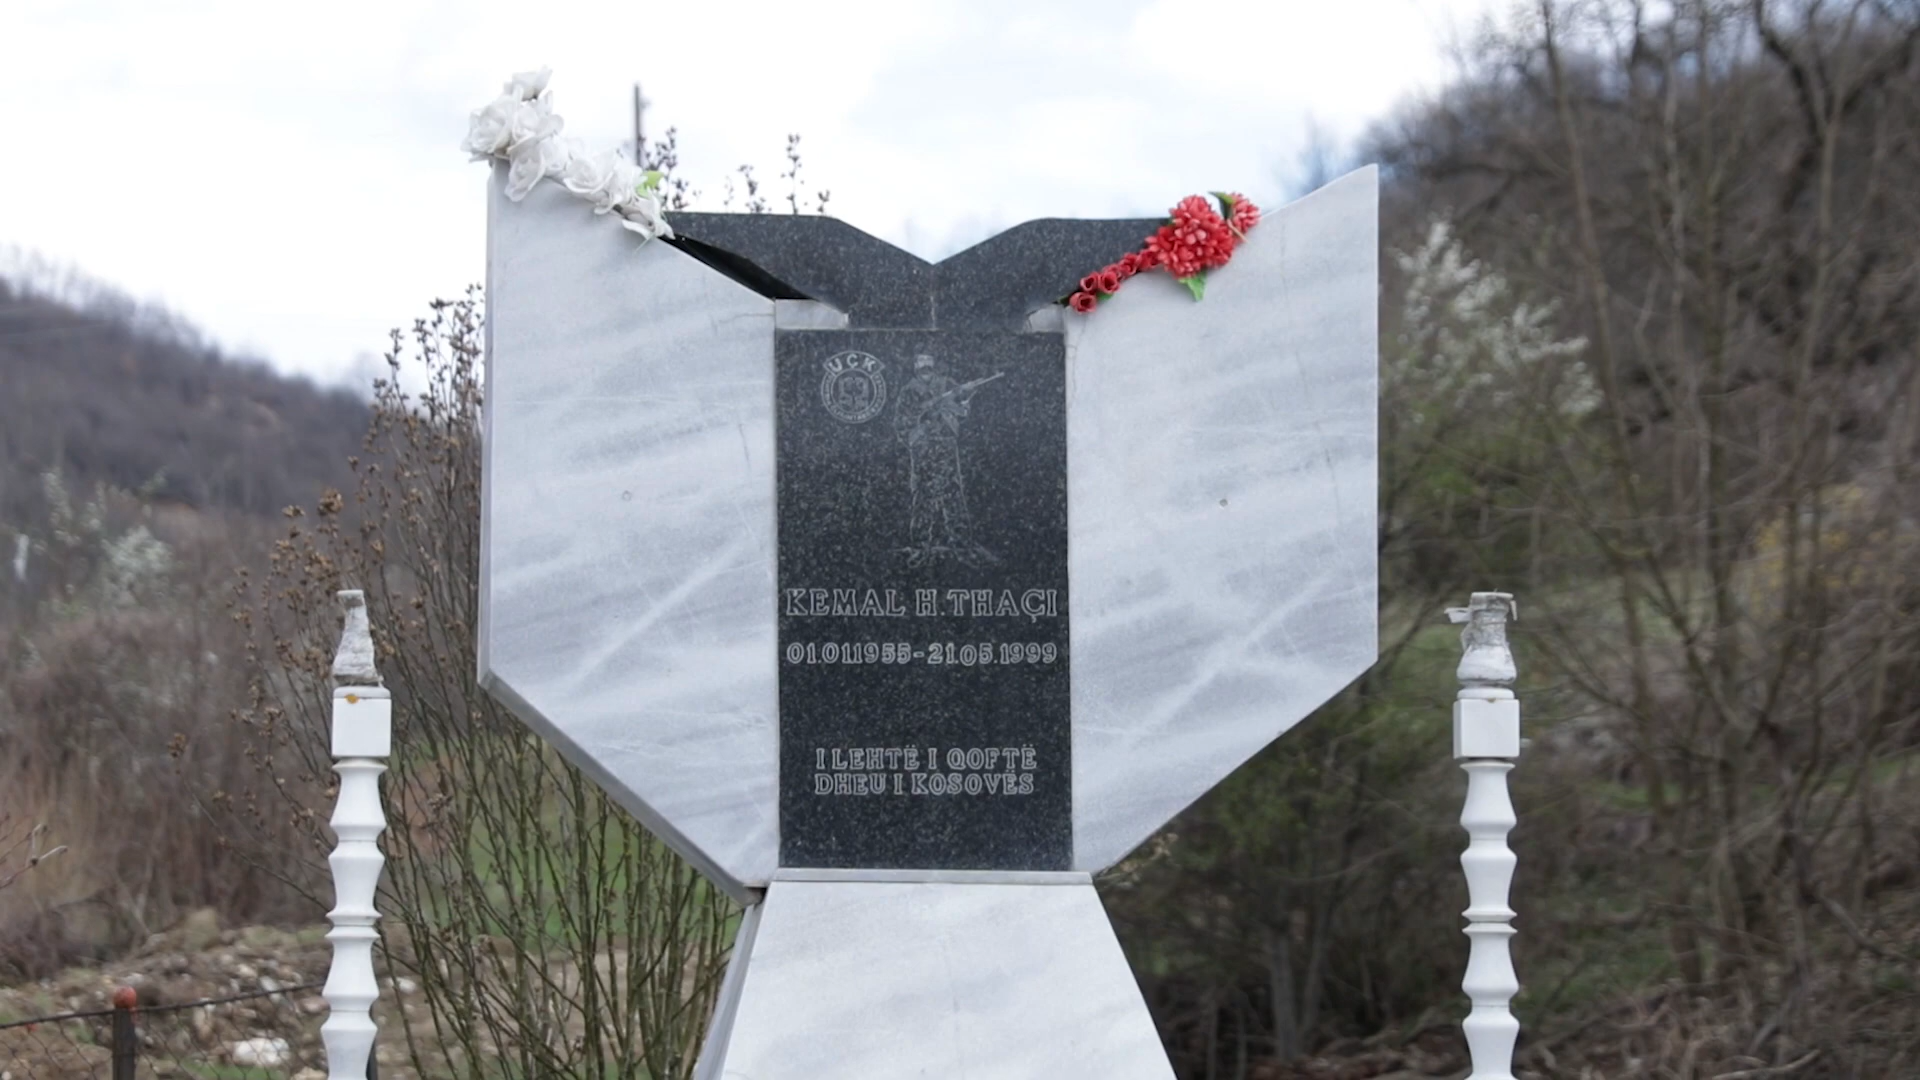 UÇK
KEMAL H. THAÇI
01.01.1955-21.05.1999
I LEHTË I QOFTË
DHEU I KOSOVËS